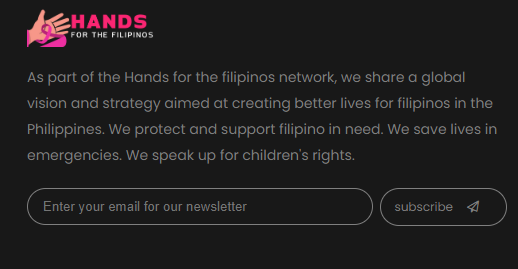 HANDS
FOR THE FILIPINOS
As part of the Hands for the filipinos network, we share a global
vision and strategy aimed at creating better lives for filipinos in the
Philippines. We protect and support filipino in need. We save lives in
emergencies. We speak up for children's rights.
Enter your email for our newsletter
subscribe